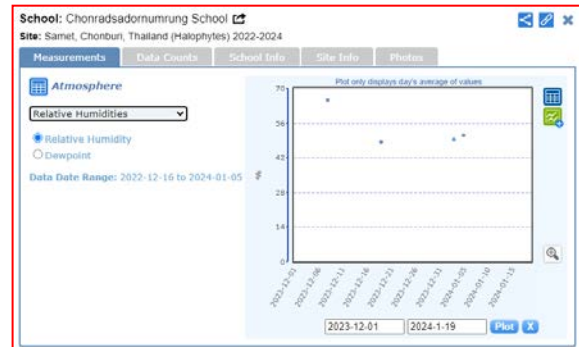 School: Chonradsadornumrung School
Site: Samet, Chonburi, Thailand (Halophytes) 2022-2024
Measurements Data Counts School Info Site Info Photos
Atmosphere
Relative Humidities
Relative Humidity
Dewpoint
Data Date Range: 2022-12-16 to 2024-01-05
Plot only displays day's average of values
70
56
42
28
14
0
%
2023-12-01 2023-12-06 2023-12-11 2023-12-16 2023-12-21 2023-12-26 2023-12-31 2024-01-05 2024-01-10 2024-01-15
2023-12-01 2024-1-19 Plot X